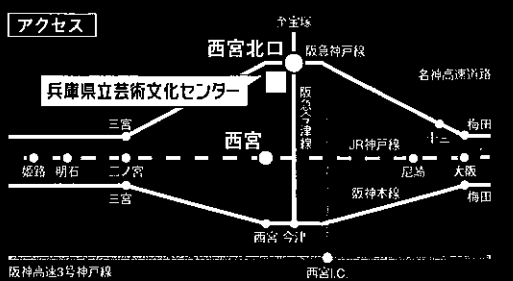 アクセス
至宝塚
西宮北口
阪急神戸線
名神高速道路
兵庫県立芸術文化センター
阪急今津線
三宮
十三
梅田
西宮
JR神戸線
姫路
明石
三ノ宮
尼崎
大阪
三宮
阪神本線
梅田
西宮
今津
阪神高速3号神戸線
西宮I.C.